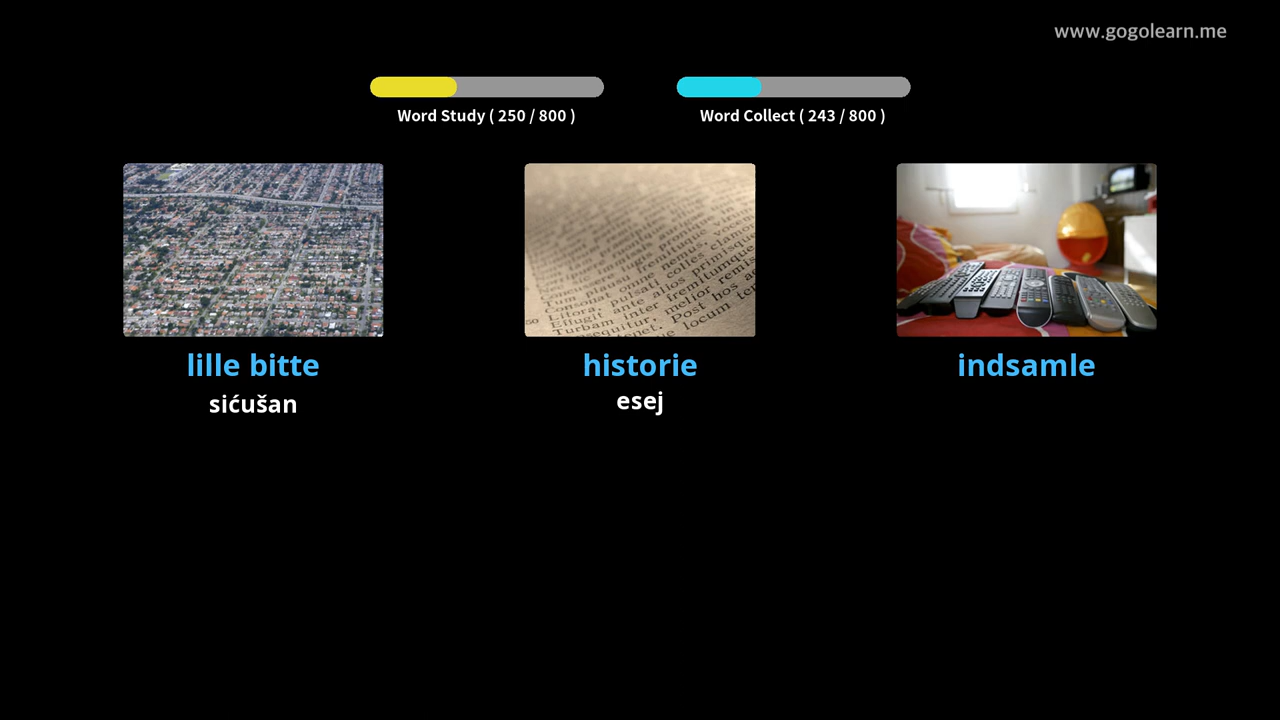 www.gogolearn.me
Word Study ( 250 / 800 )
Word Collect ( 243 / 800 )
lille bitte
historie
indsamle
sićušan
esej